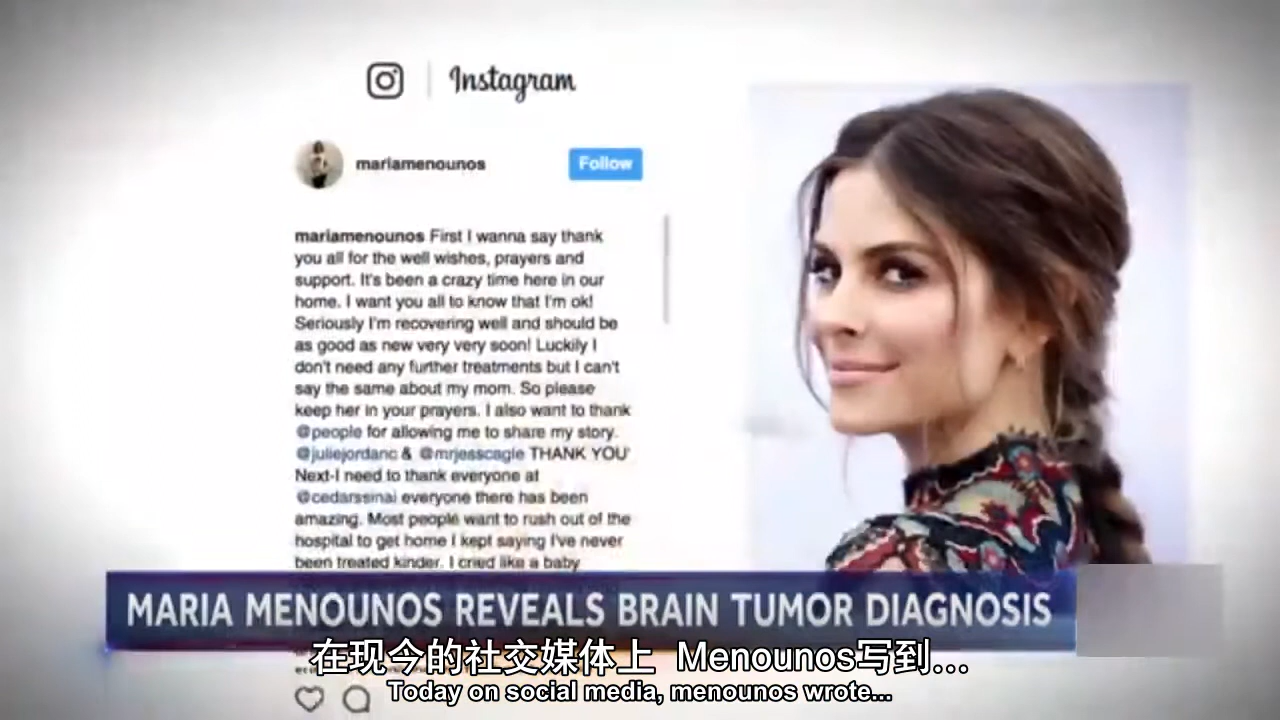 Instagram
mariamenounos
Follow
mariamenounos First I wanna say thank
you all for the well wishes, prayers and
support. It's been a crazy time here in our
home. I want you all to know that I'm ok!
Seriously I'm recovering well and should be
as good as new very very soon! Luckily I
don't need any further treatments but I can't
say the same about my mom. So please
keep her in your prayers. I also want to thank
@people for allowing me to share my story.
@juliejordanc & @mrjesscagle THANK YOU
Next-I need to thank everyone at
@cedarssinai everyone there has been
amazing. Most people want to rush out of the
hospital to get home I kept saying I've never
been treated kinder. I cried like a baby
MARIA MENOUNOS REVEALS BRAIN TUMOR DIAGNOSIS
在现今的社交媒体上 Menounos写到...
Today on social media, menounos wrote...